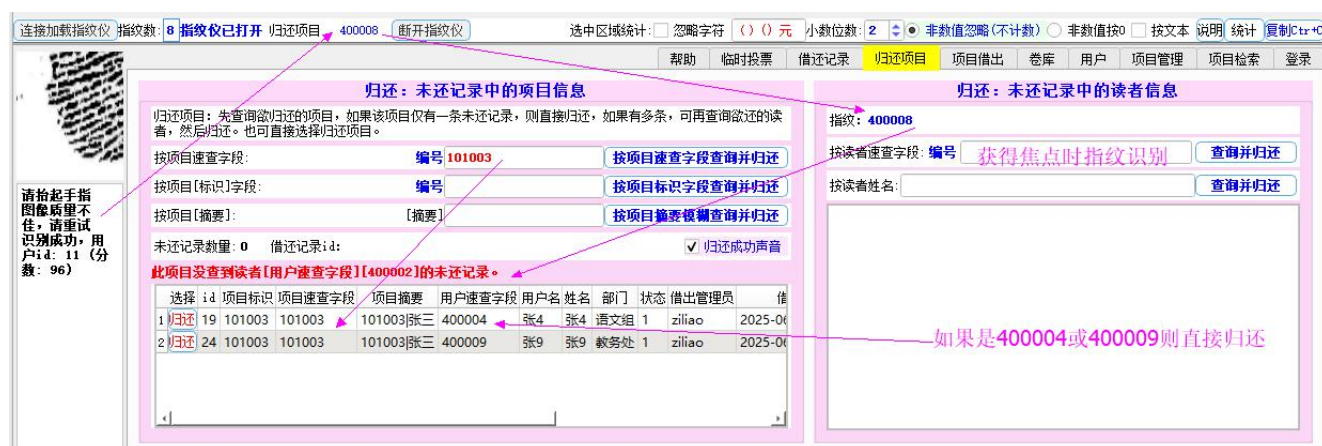 连接加载指纹仪 指纹数: 8 指纹仪已打开 归还项目 400008 断开指纹仪 选中区域统计: 忽略字符 () () 元 小数位数: 2 非数值忽略(不计数) 非数值按0 按文本 说明 统计 复制Ctr+C
帮助 临时投票 借还记录 归还项目 项目借出 卷库 用户 项目管理 项目检索 登录
归还：未还记录中的项目信息
归还项目: 先查询欲归还的项目，如果该项目仅有一条未还记录，则直接归还，如果有多条，可再查询欲还的读
者，然后归还。也可直接选择归还项目。
按项目速查字段: 编号 101003 按项目速查字段查询并归还
按项目[标识]字段: 编号 按项目标识字段查询并归还
按项目[摘要]: [摘要] 按项目摘要模糊查询并归还
未还记录数量: 0 借还记录id: 归还成功声音
此项目没查到读者[用户速查字段][400002]的未还记录。
选择 id 项目标识 项目速查字段 项目摘要 用户速查字段 用户名 姓名 部门 状态 借出管理员 借
1 归还 19 101003 101003 101003|张三 400004 张4 张4 语文组 1 ziliao 2025-06
2 归还 24 101003 101003 101003|张三 400009 张9 张9 教务处 1 ziliao 2025-06
归还：未还记录中的读者信息
指纹: 400008
按读者速查字段: 编号 获得焦点时指纹识别 查询并归还
按读者姓名: 查询并归还
如果是400004或400009则直接归还
请抬起手指
图像质量不
佳，请重试
识别成功，用
户id: 11 (分
数: 96)